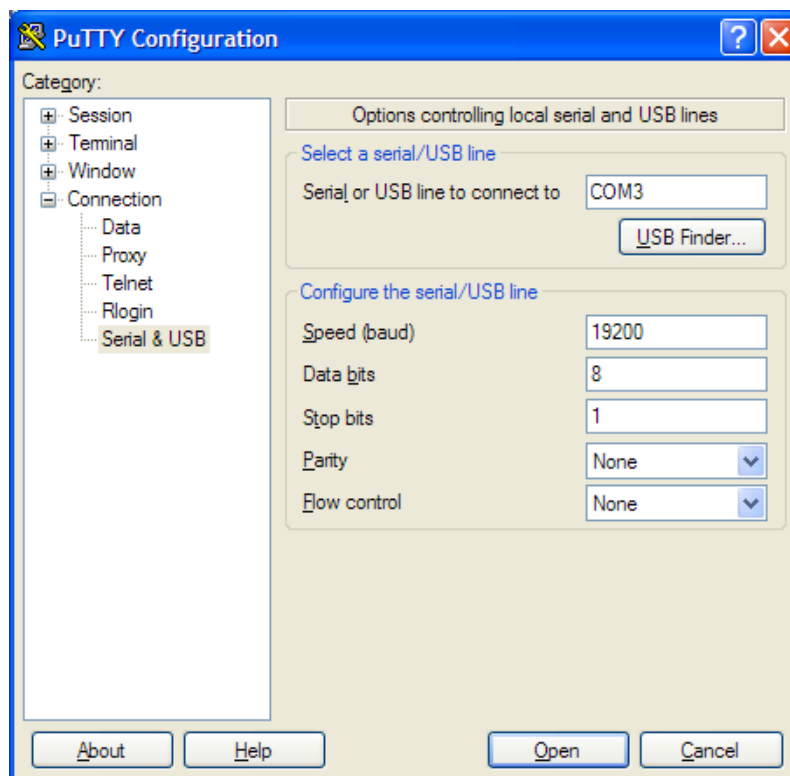 PuTTY Configuration
Category:
Session
Terminal
Window
Connection
Data
Proxy
Telnet
Rlogin
Serial & USB
Options controlling local serial and USB lines
Select a serial/USB line
Serial or USB line to connect to COM3
USB Finder...
Configure the serial/USB line
Speed (baud) 19200
Data bits 8
Stop bits 1
Parity None
Flow control None
About Help Open Cancel